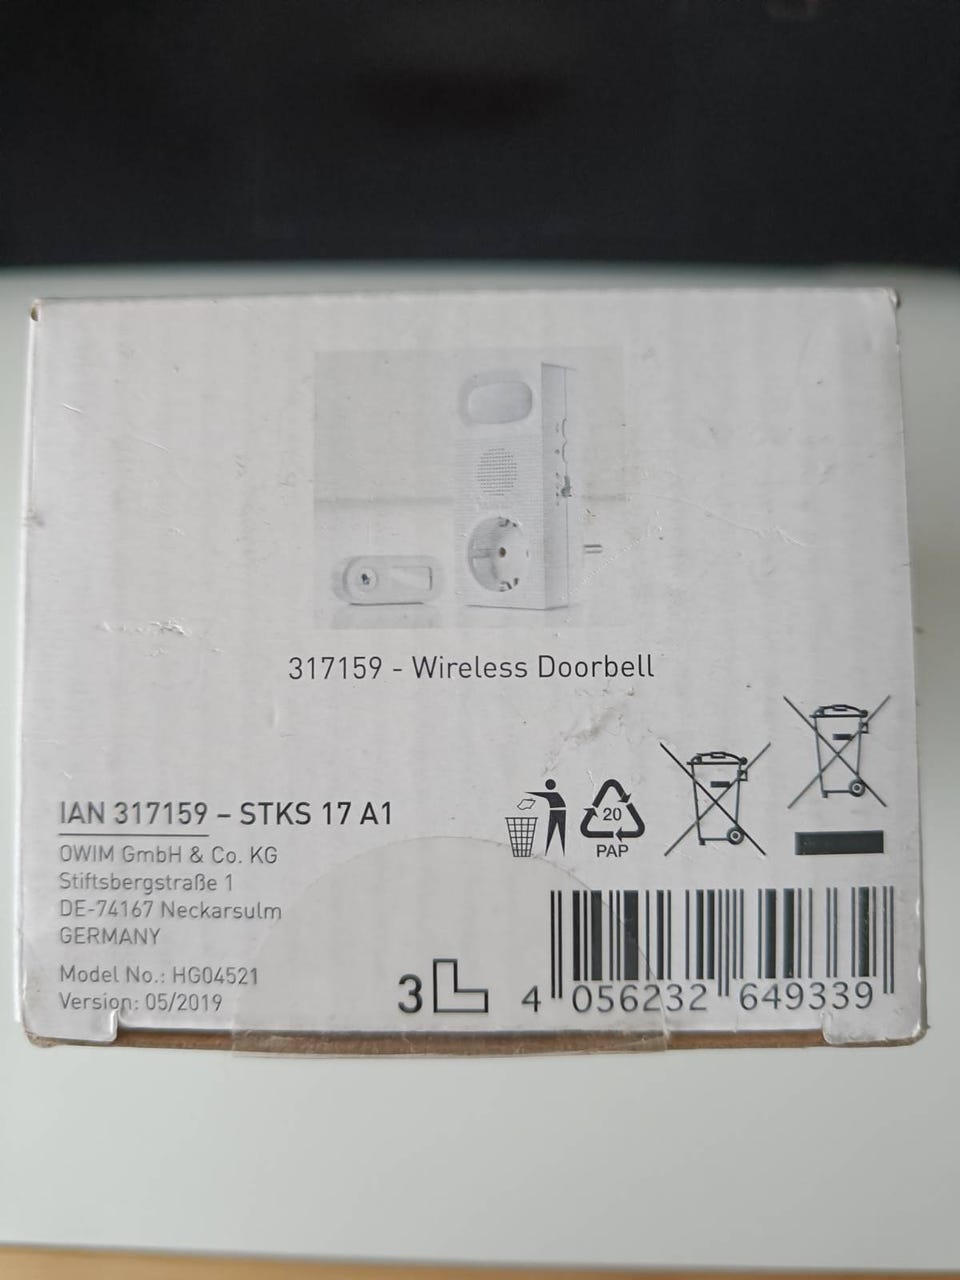 317159 - Wireless Doorbell
IAN 317159 – STKS 17 A1
OWIM GmbH & Co. KG
Stiftsbergstraße 1
DE-74167 Neckarsulm
GERMANY
Model No.: HG04521
Version: 05/2019
20
PAP
3
4 056232 649339